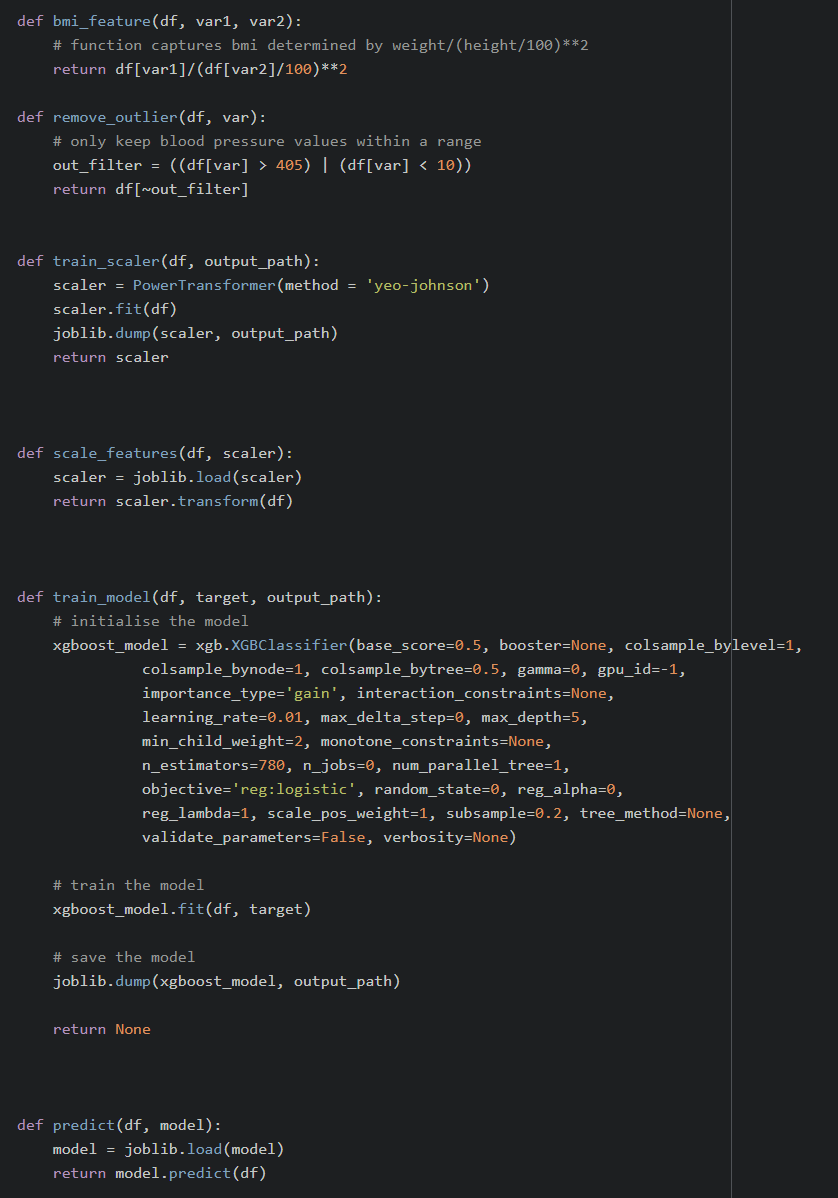 def bmi_feature(df, var1, var2):
    # function captures bmi determined by weight/(height/100)**2
    return df[var1]/(df[var2]/100)**2

def remove_outlier(df, var):
    # only keep blood pressure values within a range
    out_filter = ((df[var] > 405) | (df[var] < 10))
    return df[~out_filter]


def train_scaler(df, output_path):
    scaler = PowerTransformer(method = 'yeo-johnson')
    scaler.fit(df)
    joblib.dump(scaler, output_path)
    return scaler



def scale_features(df, scaler):
    scaler = joblib.load(scaler)
    return scaler.transform(df)



def train_model(df, target, output_path):
    # initialise the model
    xgboost_model = xgb.XGBClassifier(base_score=0.5, booster=None, colsample_bylevel=1,
              colsample_bynode=1, colsample_bytree=0.5, gamma=0, gpu_id=-1,
              importance_type='gain', interaction_constraints=None,
              learning_rate=0.01, max_delta_step=0, max_depth=5,
              min_child_weight=2, monotone_constraints=None,
              n_estimators=780, n_jobs=0, num_parallel_tree=1,
              objective='reg:logistic', random_state=0, reg_alpha=0,
              reg_lambda=1, scale_pos_weight=1, subsample=0.2, tree_method=None,
              validate_parameters=False, verbosity=None)

    # train the model
    xgboost_model.fit(df, target)

    # save the model
    joblib.dump(xgboost_model, output_path)

    return None



def predict(df, model):
    model = joblib.load(model)
    return model.predict(df)